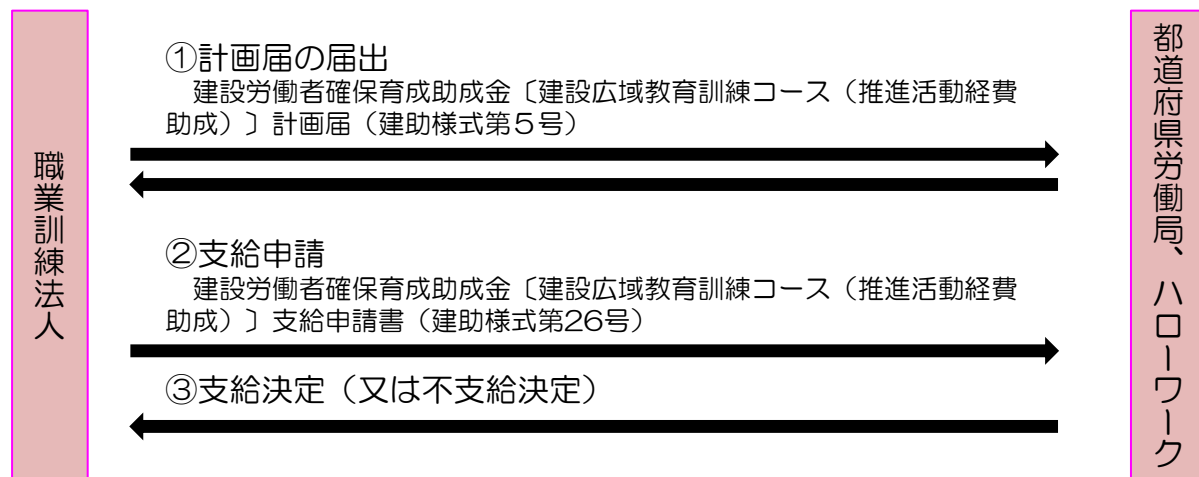 職業訓練法人
①計画届の届出
建設労働者確保育成助成金〔建設広域教育訓練コース（推進活動経費
助成）〕計画届（建助様式第５号）
②支給申請
建設労働者確保育成助成金〔建設広域教育訓練コース（推進活動経費
助成）〕支給申請書（建助様式第26号）
③支給決定（又は不支給決定）
都道府県労働局、ハローワーク